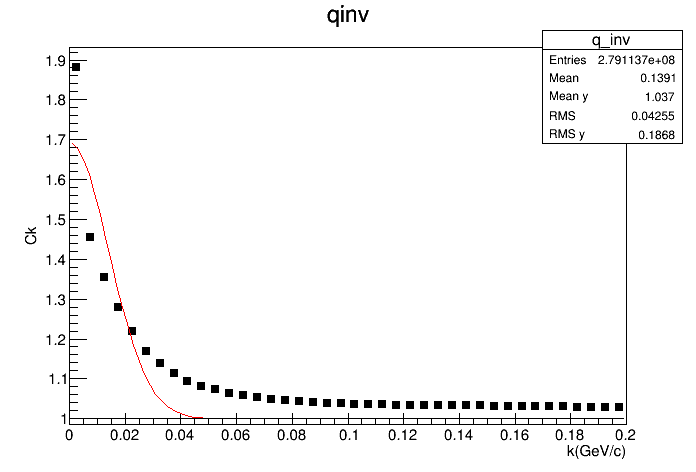 qinv
q_inv
Entries 2.791137e+08
Mean 0.1391
Mean y 1.037
RMS 0.04255
RMS y 0.1868
1.9
1.8
1.7
1.6
1.5
1.4
1.3
1.2
1.1
1
Ck
0 0.02 0.04 0.06 0.08 0.1 0.12 0.14 0.16 0.18 0.2
k(GeV/c)